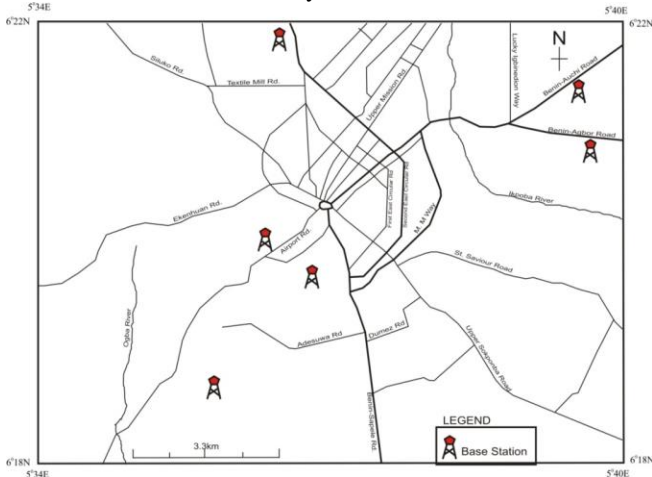 5°34E
5°40E
6°22N
6°22N
N
Siluko Rd.
Textile Mill Rd.
Upper Mission Rd.
Lucky Igbinedion Way
Benin-Auchi Road
Benin-Agbor Road
Ikpoba River
Ekenhuan Rd.
First East Circular Rd
Second East Circular Rd
M. M Way
Airport Rd.
St. Saviour Road
Ogba River
Adesuwa Rd
Dumez Rd.
Upper Sokponba Road
Benin-Sapele Rd.
LEGEND
Base Station
3.3km
6°18N
6°18N
5°34E
5°40E